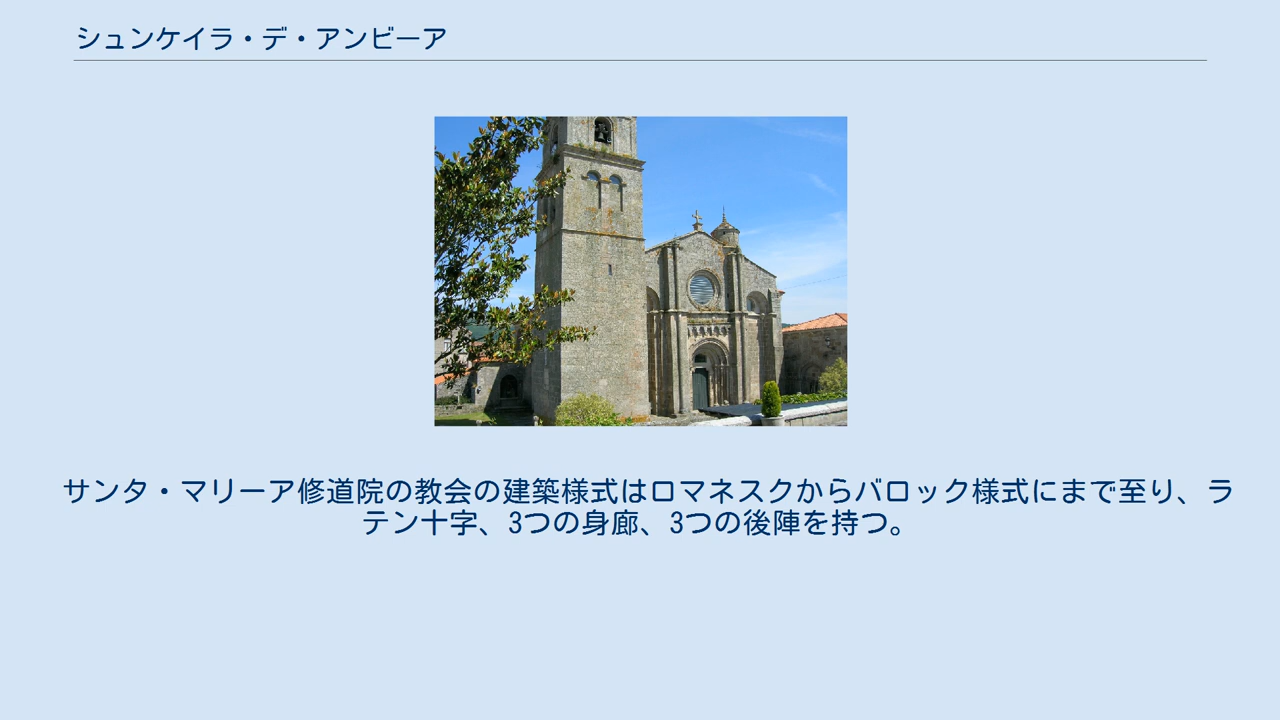 シュンケイラ・デ・アンビーア
サンタ・マリーア修道院の教会の建築様式はロマネスクからバロック様式にまで至り、ラ
テン十字、3つの身廊、3つの後陣を持つ。